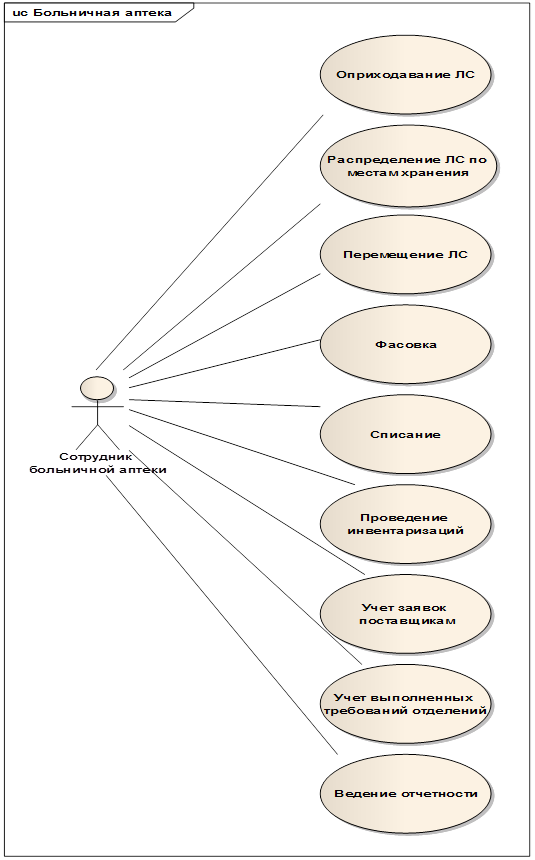 uc Больничная аптека
Оприходавание ЛС
Распределение ЛС по
местам хранения
Перемещение ЛС
Фасовка
Списание
Сотрудник
больничной аптеки
Проведение
инвентаризаций
Учет заявок
поставщикам
Учет выполненных
требований отделений
Ведение отчетности